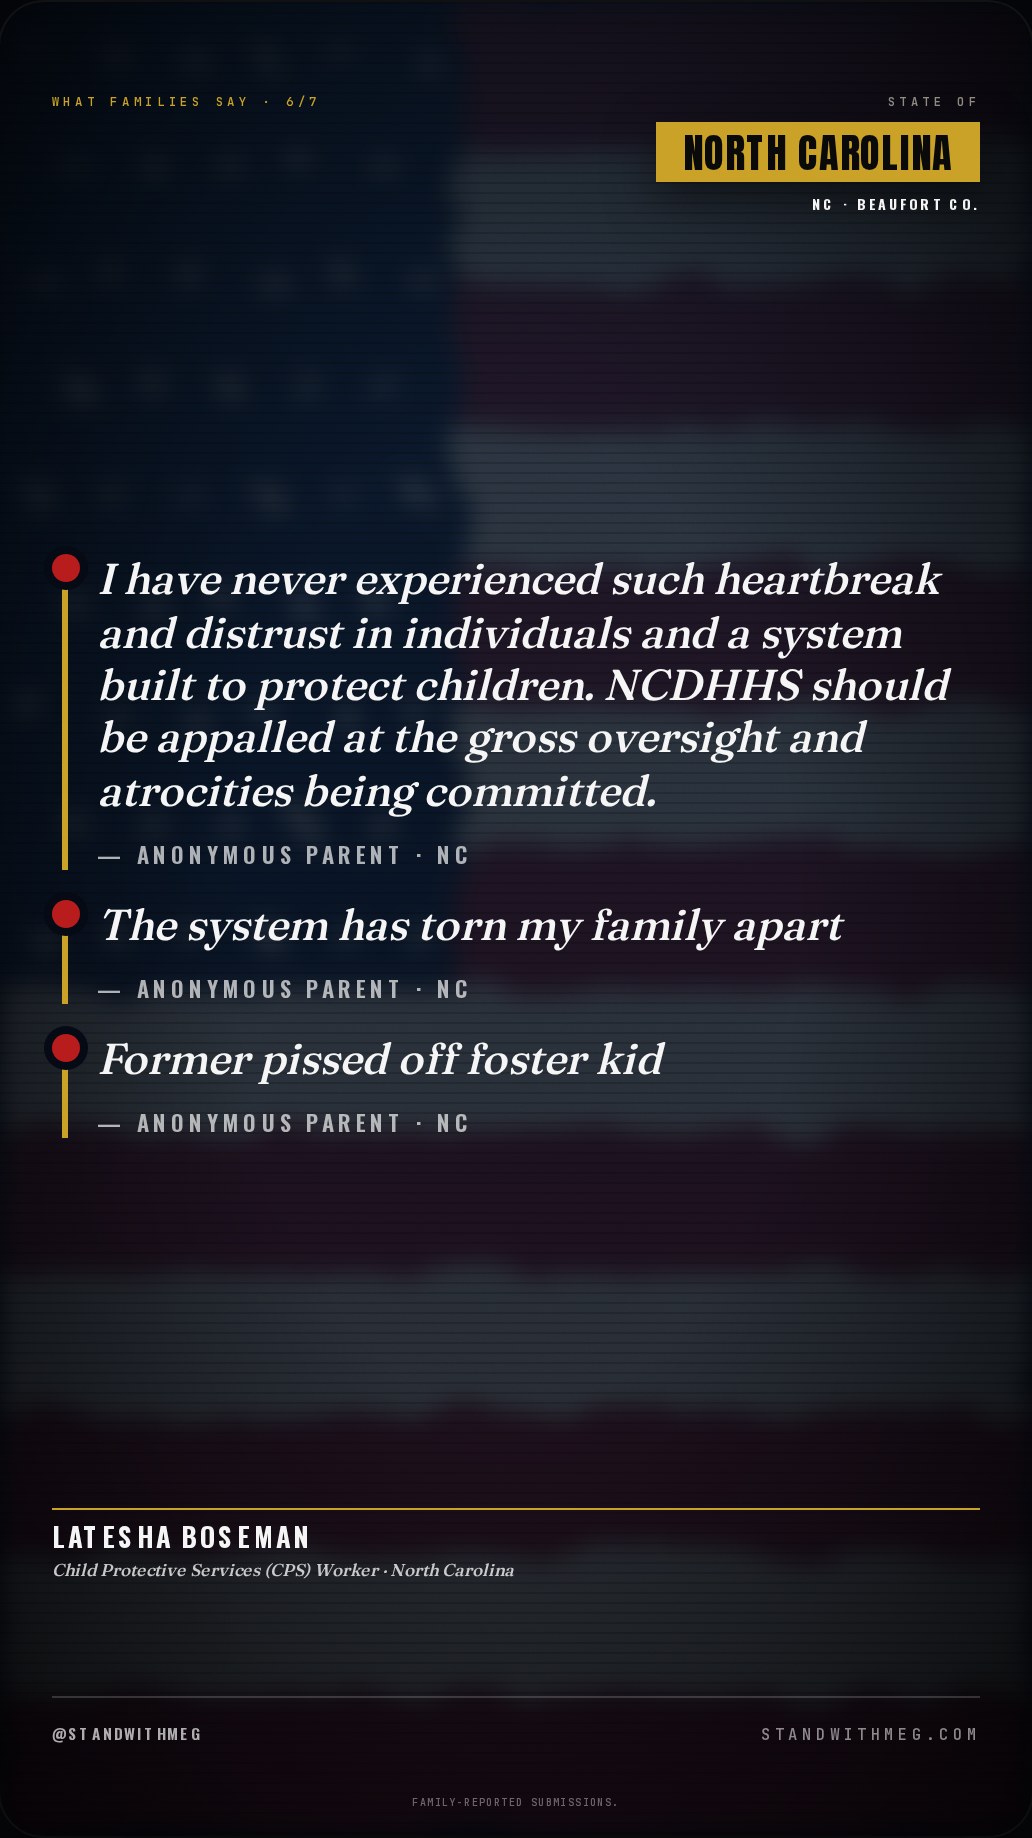 WHAT FAMILIES SAY · 6/7
STATE OF
NORTH CAROLINA
NC · BEAUFORT CO.
I have never experienced such heartbreak
and distrust in individuals and a system
built to protect children. NCDHHS should
be appalled at the gross oversight and
atrocities being committed.
— ANONYMOUS PARENT · NC
The system has torn my family apart
— ANONYMOUS PARENT · NC
Former pissed off foster kid
— ANONYMOUS PARENT · NC
LATESHA BOSEMAN
Child Protective Services (CPS) Worker · North Carolina
@STANDWITHMEG
STANDWITHMEG.COM
FAMILY-REPORTED SUBMISSIONS.